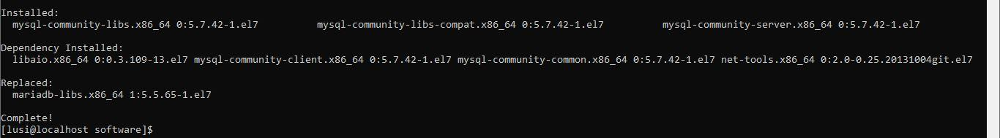 Installed:
mysql-community-libs.x86_64 0:5.7.42-1.el7 mysql-community-libs-compat.x86_64 0:5.7.42-1.el7 mysql-community-server.x86_64 0:5.7.42-1.el7
Dependency Installed:
libaio.x86_64 0:0.3.109-13.el7 mysql-community-client.x86_64 0:5.7.42-1.el7 mysql-community-common.x86_64 0:5.7.42-1.el7 net-tools.x86_64 0:2.0-0.25.20131004git.el7
Replaced:
mariadb-libs.x86_64 1:5.5.65-1.el7
Complete!
[lusi@localhost software]$